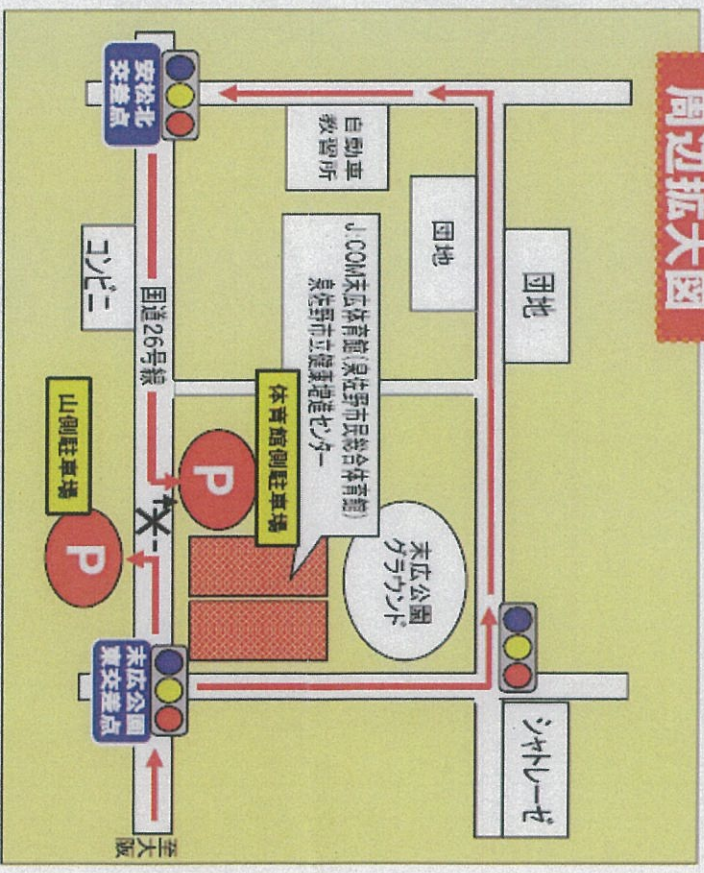 周辺拡大図
安松北
交差点
自動車
教習所
団地
団地
コンビニ
国道26号線
J:COM末広体育館(泉佐野市民総合体育館)
泉佐野市立健康増進センター
体育館側駐車場
P
山側駐車場
P
末広公園
グラウンド
末広公園
東交差点
シャトレーゼ
至大阪